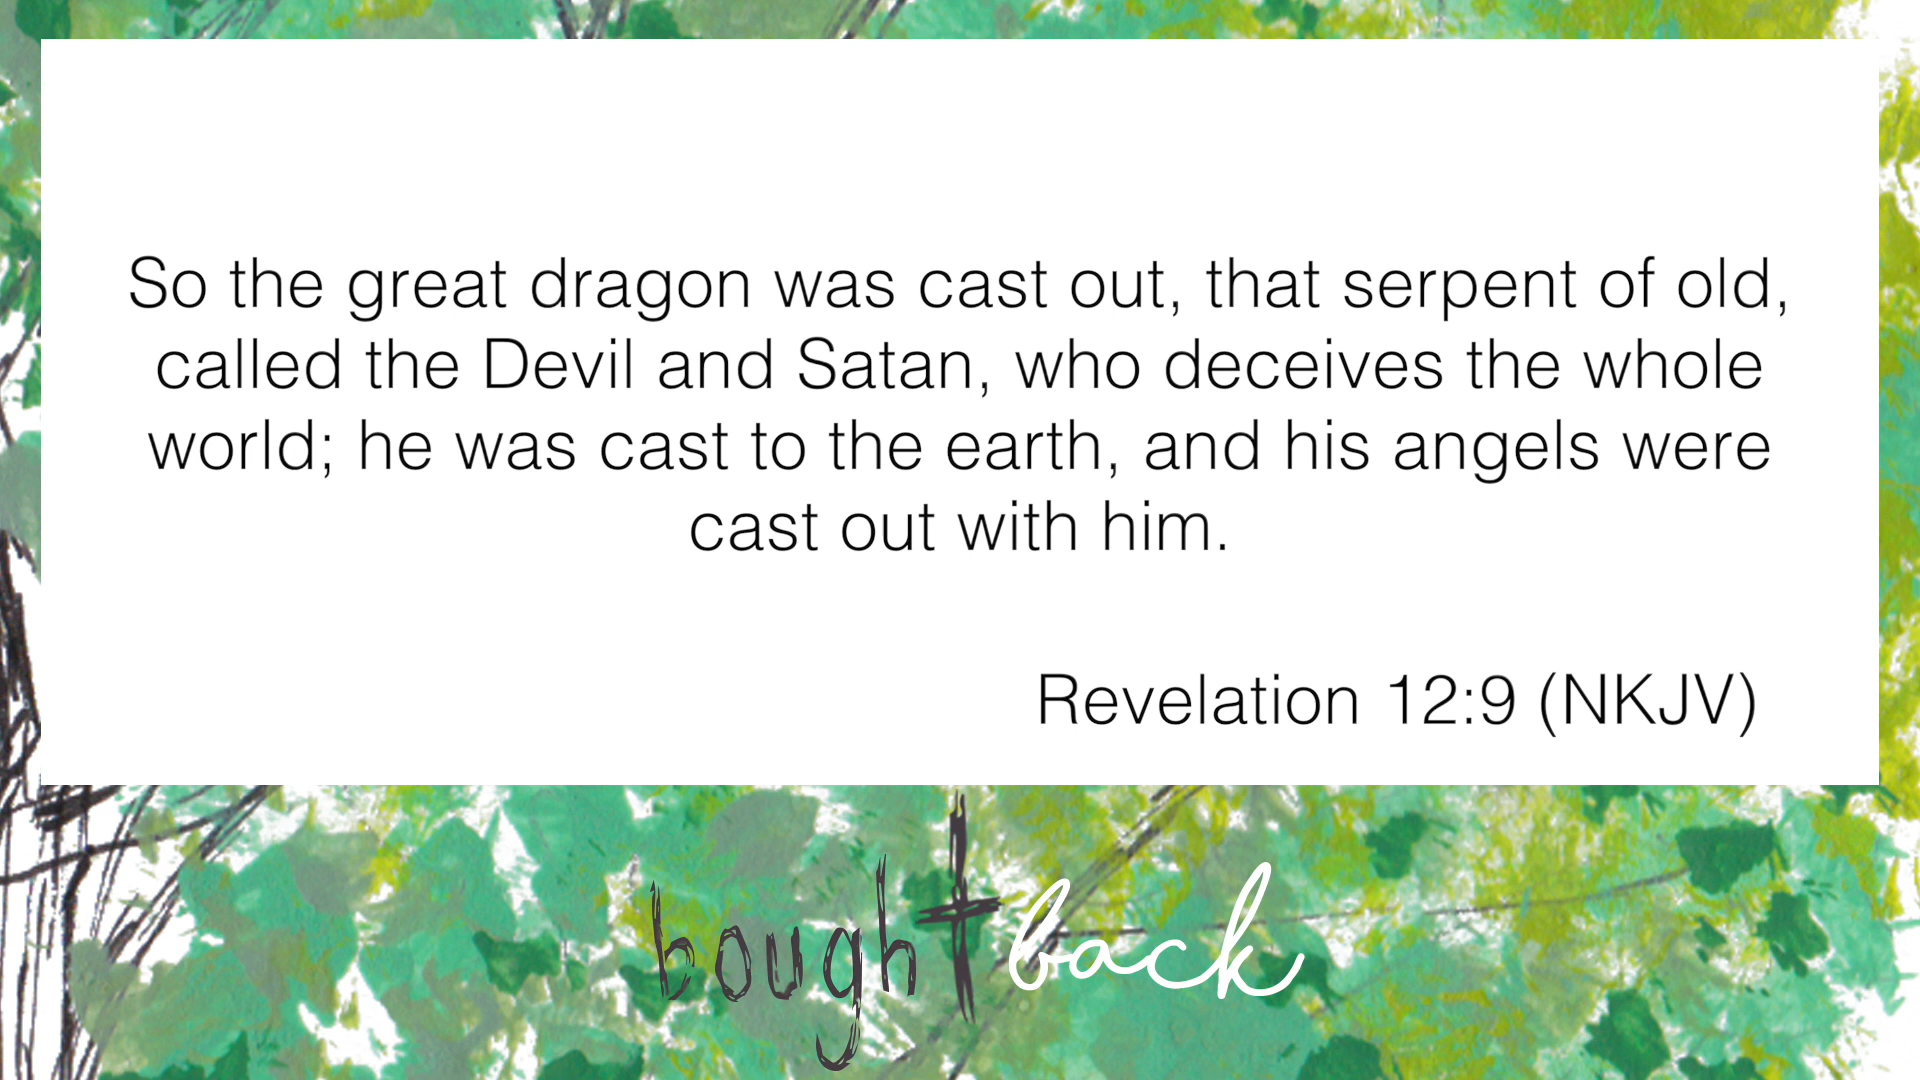 So the great dragon was cast out, that serpent of old,
called the Devil and Satan, who deceives the whole
world; he was cast to the earth, and his angels were
cast out with him.
Revelation 12:9 (NKJV)
bought back